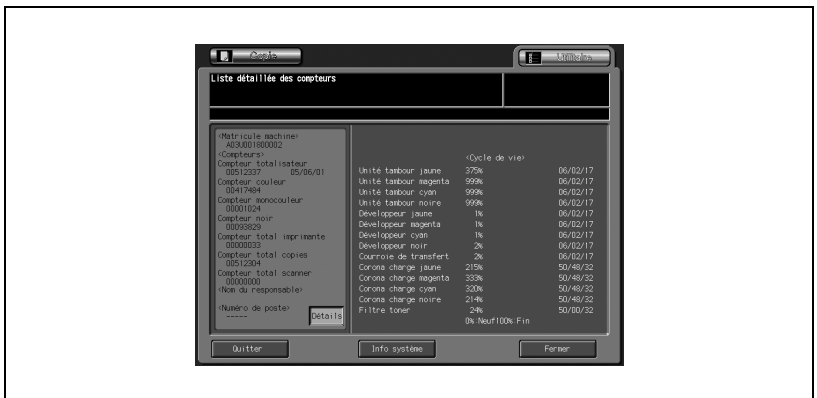 Copie
Utilitaire
Liste détaillée des compteurs
<Matricule machine>
A03U001800002
<Compteurs>
Compteur totalisateur
00512337 05/06/01
Compteur couleur
00417484
Compteur monocouleur
00001024
Compteur noir
00093829
Compteur total imprimante
00000033
Compteur total copies
00512304
Compteur total scanner
00000000
<Nom du responsable>
<Numéro de poste>
-----
Détails
<Cycle de vie>
Unité tambour jaune 375% 06/02/17
Unité tambour magenta 999% 06/02/17
Unité tambour cyan 999% 06/02/17
Unité tambour noire 999% 06/02/17
Développeur jaune 1% 06/02/17
Développeur magenta 1% 06/02/17
Développeur cyan 1% 06/02/17
Développeur noir 2% 06/02/17
Courroie de transfert 2% 06/02/17
Corona charge jaune 215% 50/48/32
Corona charge magenta 333% 50/48/32
Corona charge cyan 320% 50/48/32
Corona charge noire 214% 50/48/32
Filtre toner 24% 50/00/32
0%:Neuf100%:Fin
Quitter
Info système
Fermer